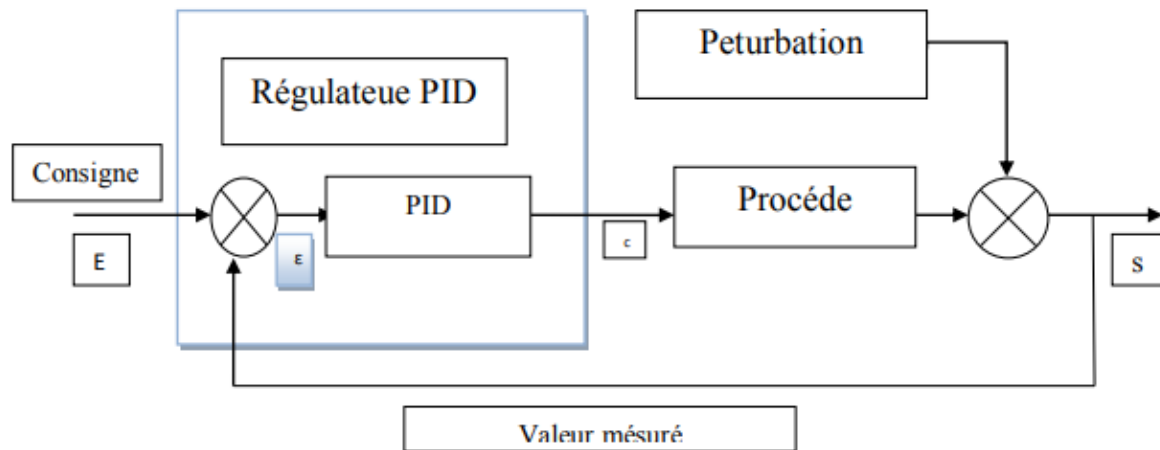 Peturbation
Régulateue PID
Consigne
PID
Procéde
E
ε
c
s
Valeur mésuré